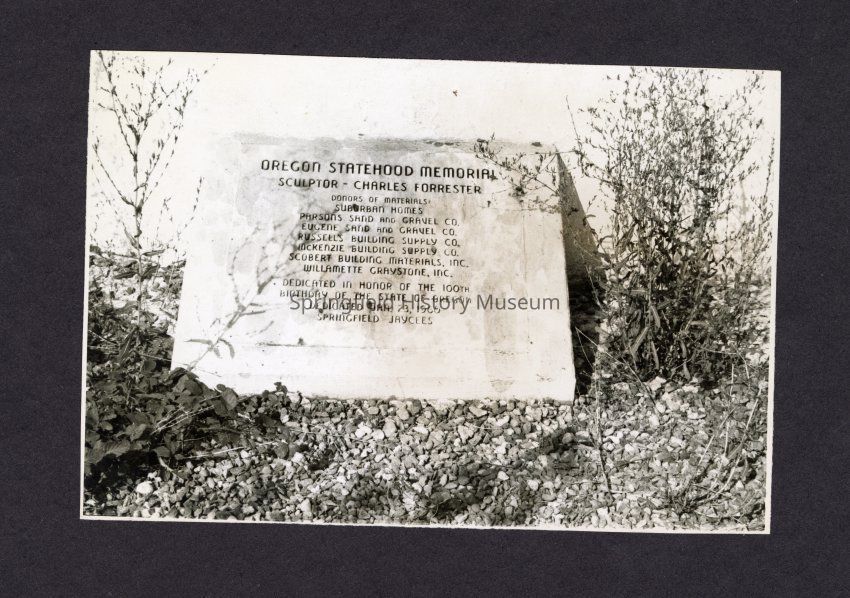 OREGON STATEHOOD MEMORIAL
SCULPTOR - CHARLES FORRESTER
DONORS OF MATERIALS:
SUBURBAN HOMES
PARSONS SAND AND GRAVEL CO.
EUGENE SAND AND GRAVEL CO.
RUSSELLS BUILDING SUPPLY CO.
MCKENZIE BUILDING SUPPLY CO.
SCOBERT BUILDING MATERIALS, INC.
WILLAMETTE GRAYSTONE, INC.
DEDICATED IN HONOR OF THE 100TH
BIRTHDAY OF THE STATE OF OREGON
Springfield History Museum
SPRINGFIELD JAYCEES